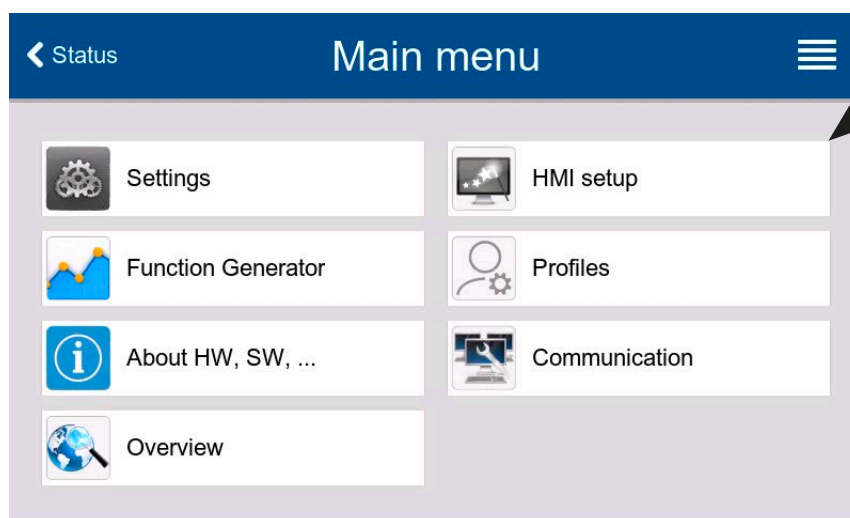 Status
Main menu
Settings
HMI setup
Function Generator
Profiles
About HW, SW, ...
Communication
Overview